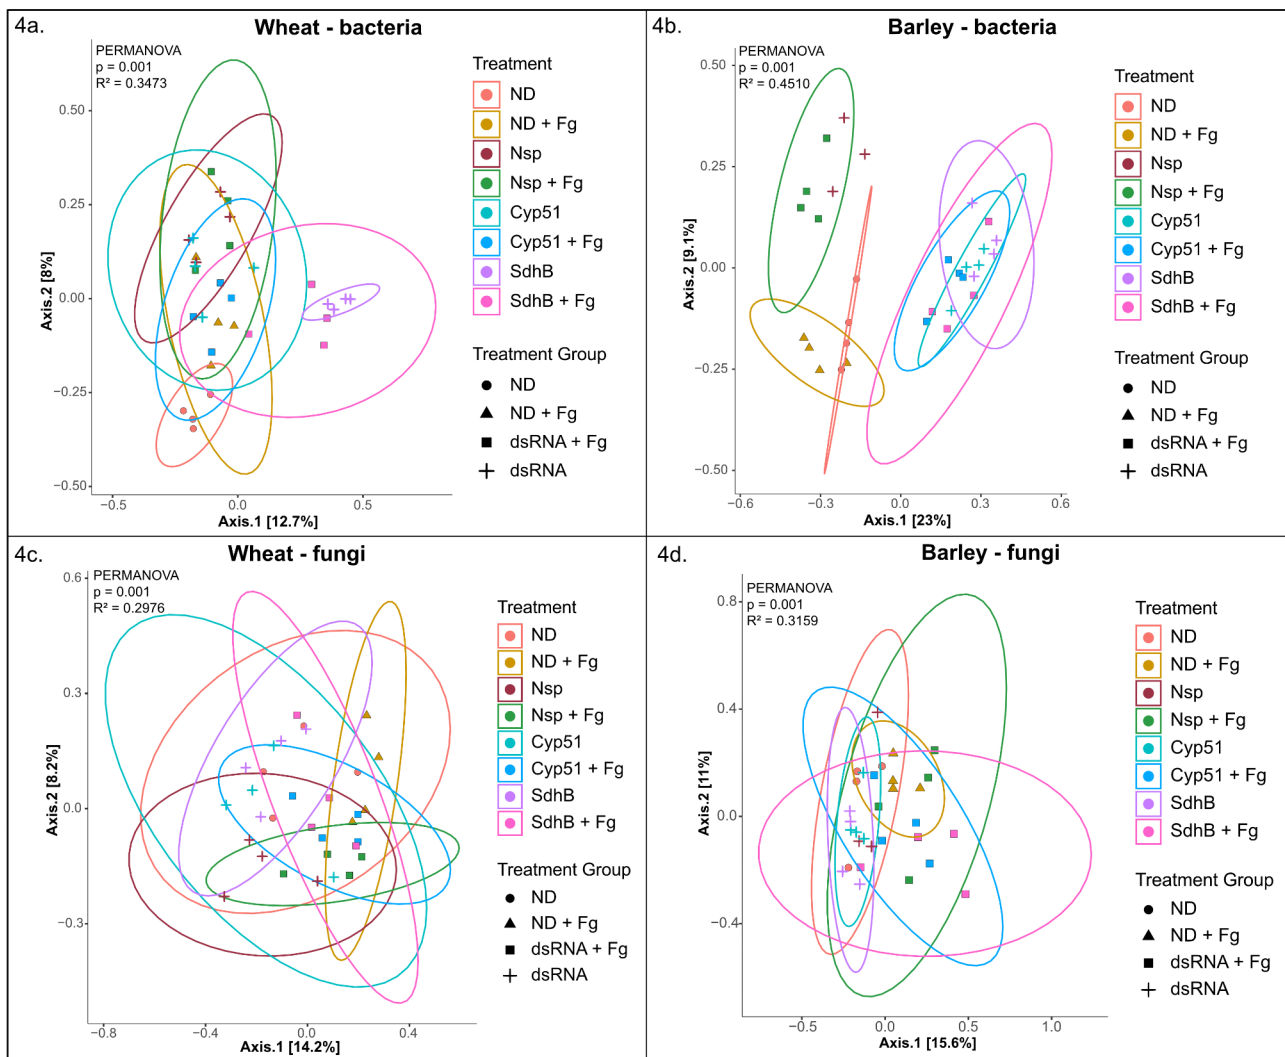 4a.
Wheat - bacteria
PERMANOVA
p = 0.001
R² = 0.3473
0.50
0.25
0.00
−0.25
−0.50
Axis.2 [8%]
−0.5
0.0
0.5
Axis.1 [12.7%]
Treatment
ND
ND + Fg
Nsp
Nsp + Fg
Cyp51
Cyp51 + Fg
SdhB
SdhB + Fg
Treatment Group
ND
ND + Fg
dsRNA + Fg
dsRNA
4b.
Barley - bacteria
PERMANOVA
p = 0.001
R² = 0.4510
0.50
0.25
0.00
−0.25
−0.50
Axis.2 [9.1%]
−0.6
−0.3
0.0
0.3
0.6
Axis.1 [23%]
Treatment
ND
ND + Fg
Nsp
Nsp + Fg
Cyp51
Cyp51 + Fg
SdhB
SdhB + Fg
Treatment Group
ND
ND + Fg
dsRNA + Fg
dsRNA
4c.
Wheat - fungi
PERMANOVA
p = 0.001
R² = 0.2976
0.6
0.3
0.0
−0.3
Axis.2 [8.2%]
−0.8
−0.4
0.0
0.4
Axis.1 [14.2%]
Treatment
ND
ND + Fg
Nsp
Nsp + Fg
Cyp51
Cyp51 + Fg
SdhB
SdhB + Fg
Treatment Group
ND
ND + Fg
dsRNA + Fg
dsRNA
4d.
Barley - fungi
PERMANOVA
p = 0.001
R² = 0.3159
0.8
0.4
0.0
−0.4
Axis.2 [11%]
−0.5
0.0
0.5
1.0
Axis.1 [15.6%]
Treatment
ND
ND + Fg
Nsp
Nsp + Fg
Cyp51
Cyp51 + Fg
SdhB
SdhB + Fg
Treatment Group
ND
ND + Fg
dsRNA + Fg
dsRNA